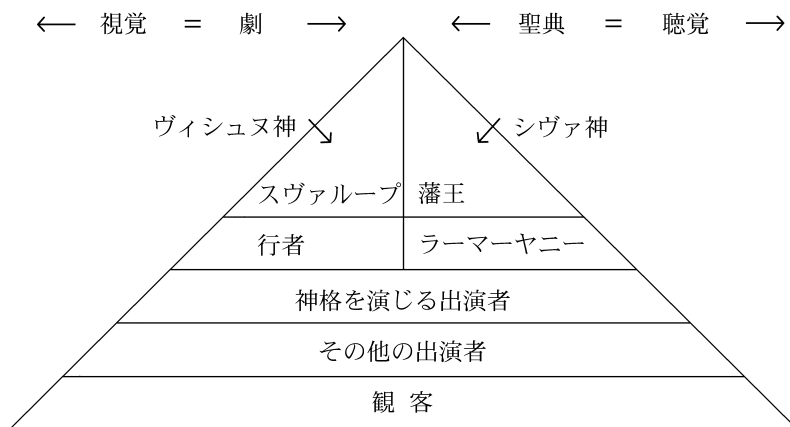 ← 視覚 = 劇 → ← 聖典 = 聴覚 →
ヴィシュヌ神 シヴァ神
スヴァループ 藩王
行者 ラーマーヤニー
神格を演じる出演者
その他の出演者
観 客